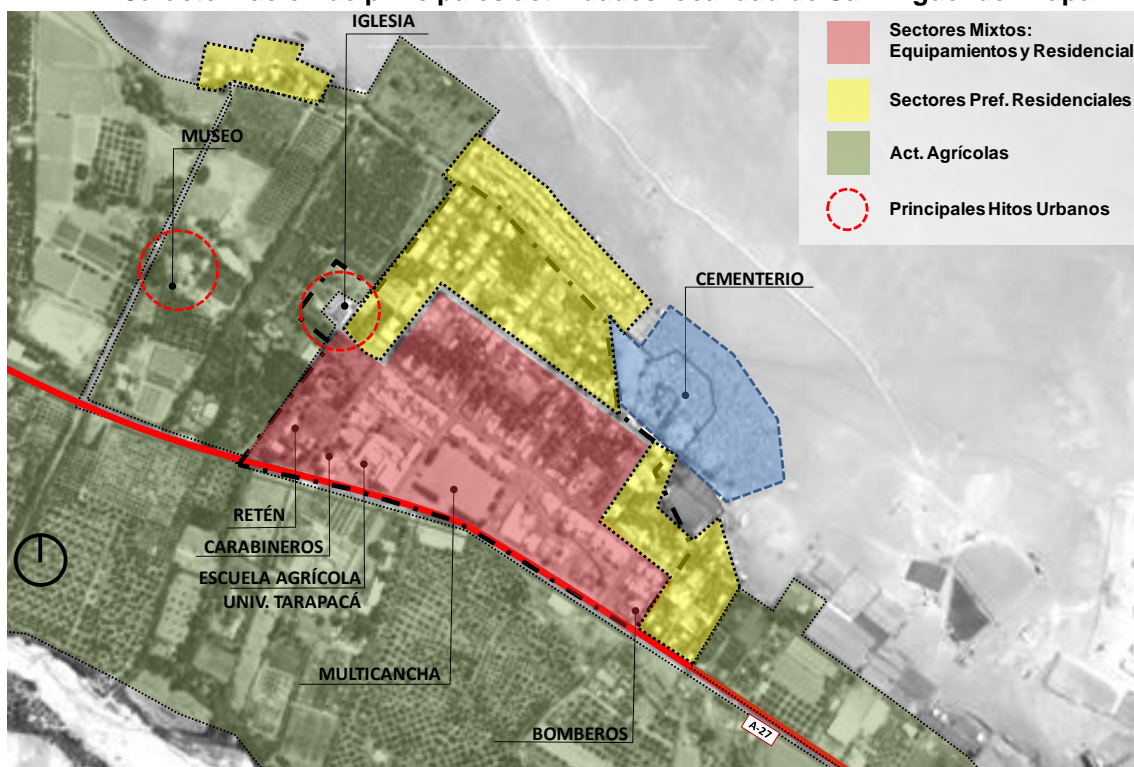 IGLESIA
MUSEO
CEMENTERIO
RETÉN
CARABINEROS
ESCUELA AGRÍCOLA
UNIV. TARAPACÁ
MULTICANCHA
BOMBEROS
A-27
Sectores Mixtos:
Equipamientos y Residencial
Sectores Pref. Residenciales
Act. Agrícolas
Principales Hitos Urbanos